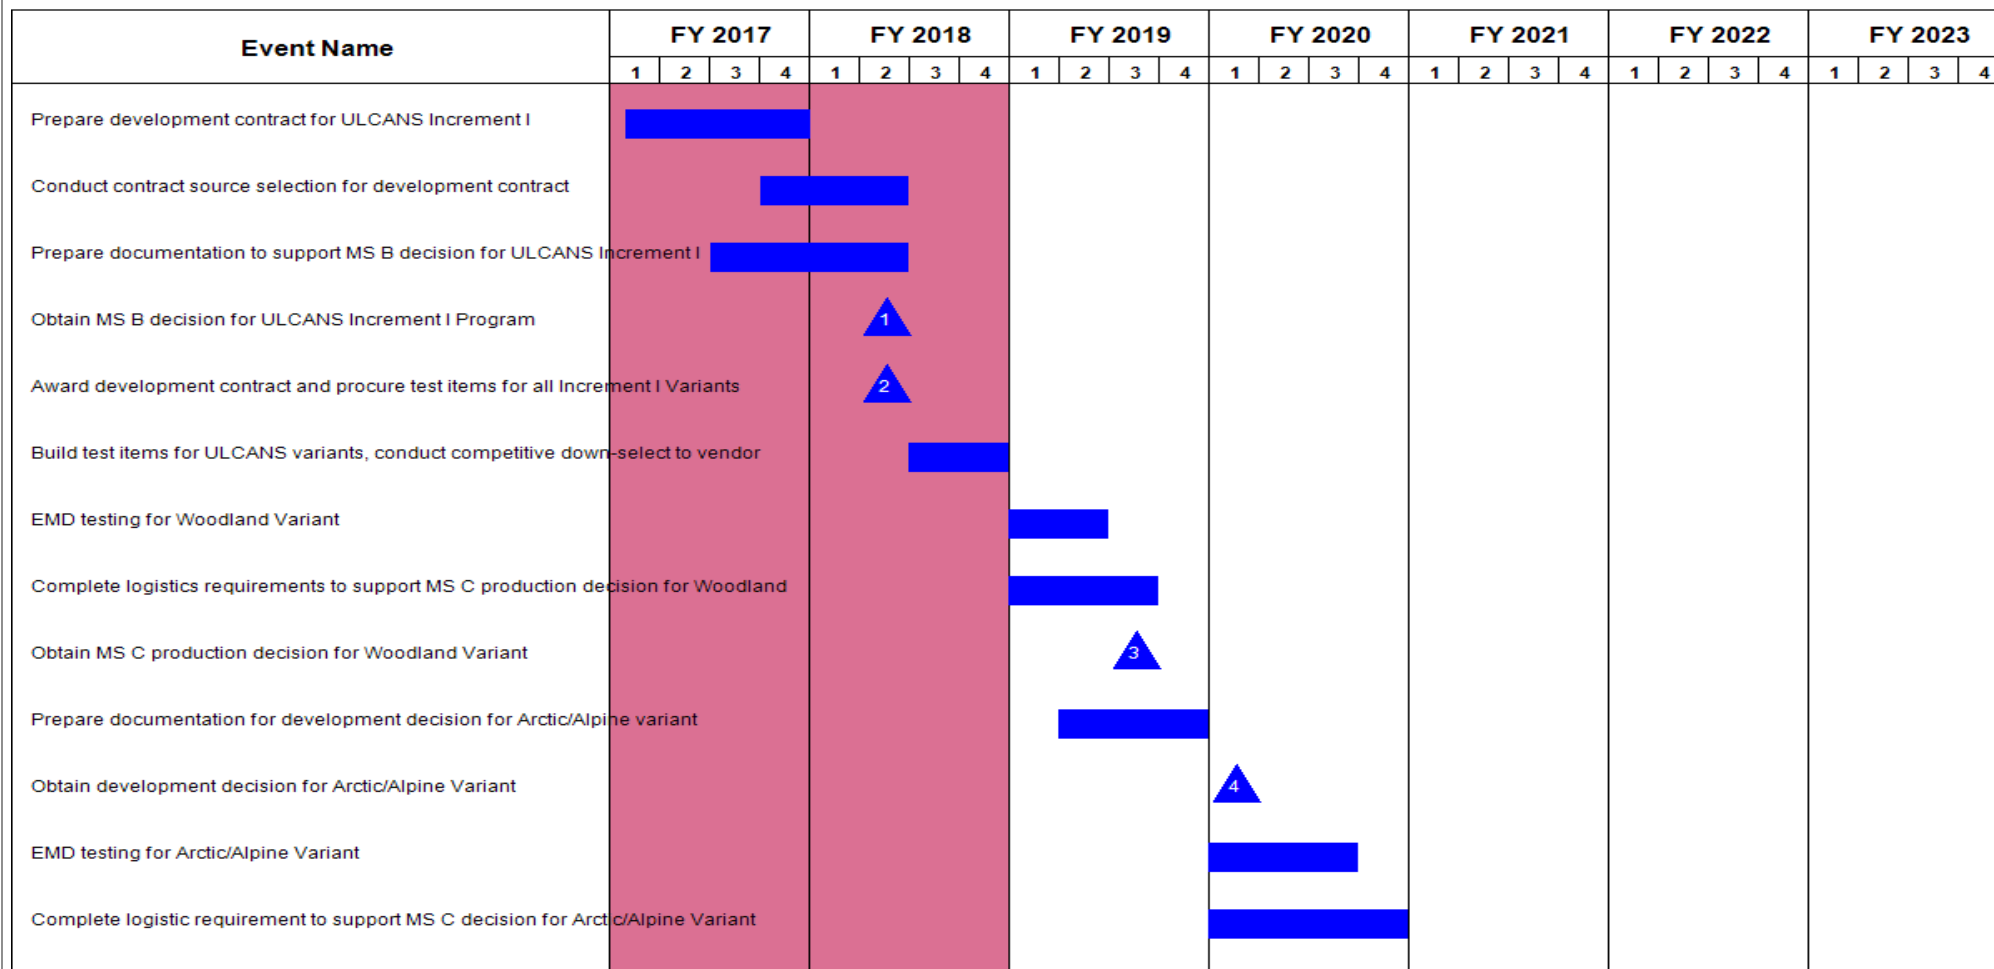 Event Name FY 2017 FY 2018 FY 2019 FY 2020 FY 2021 FY 2022 FY 2023
1 2 3 4 1 2 3 4 1 2 3 4 1 2 3 4 1 2 3 4 1 2 3 4 1 2 3 4
Prepare development contract for ULCANS Increment I
Conduct contract source selection for development contract
Prepare documentation to support MS B decision for ULCANS Increment I
Obtain MS B decision for ULCANS Increment I Program 1
Award development contract and procure test items for all Increment I Variants 2
Build test items for ULCANS variants, conduct competitive down-select to vendor
EMD testing for Woodland Variant
Complete logistics requirements to support MS C production decision for Woodland
Obtain MS C production decision for Woodland Variant 3
Prepare documentation for development decision for Arctic/Alpine variant
Obtain development decision for Arctic/Alpine Variant 4
EMD testing for Arctic/Alpine Variant
Complete logistic requirement to support MS C decision for Arctic/Alpine Variant